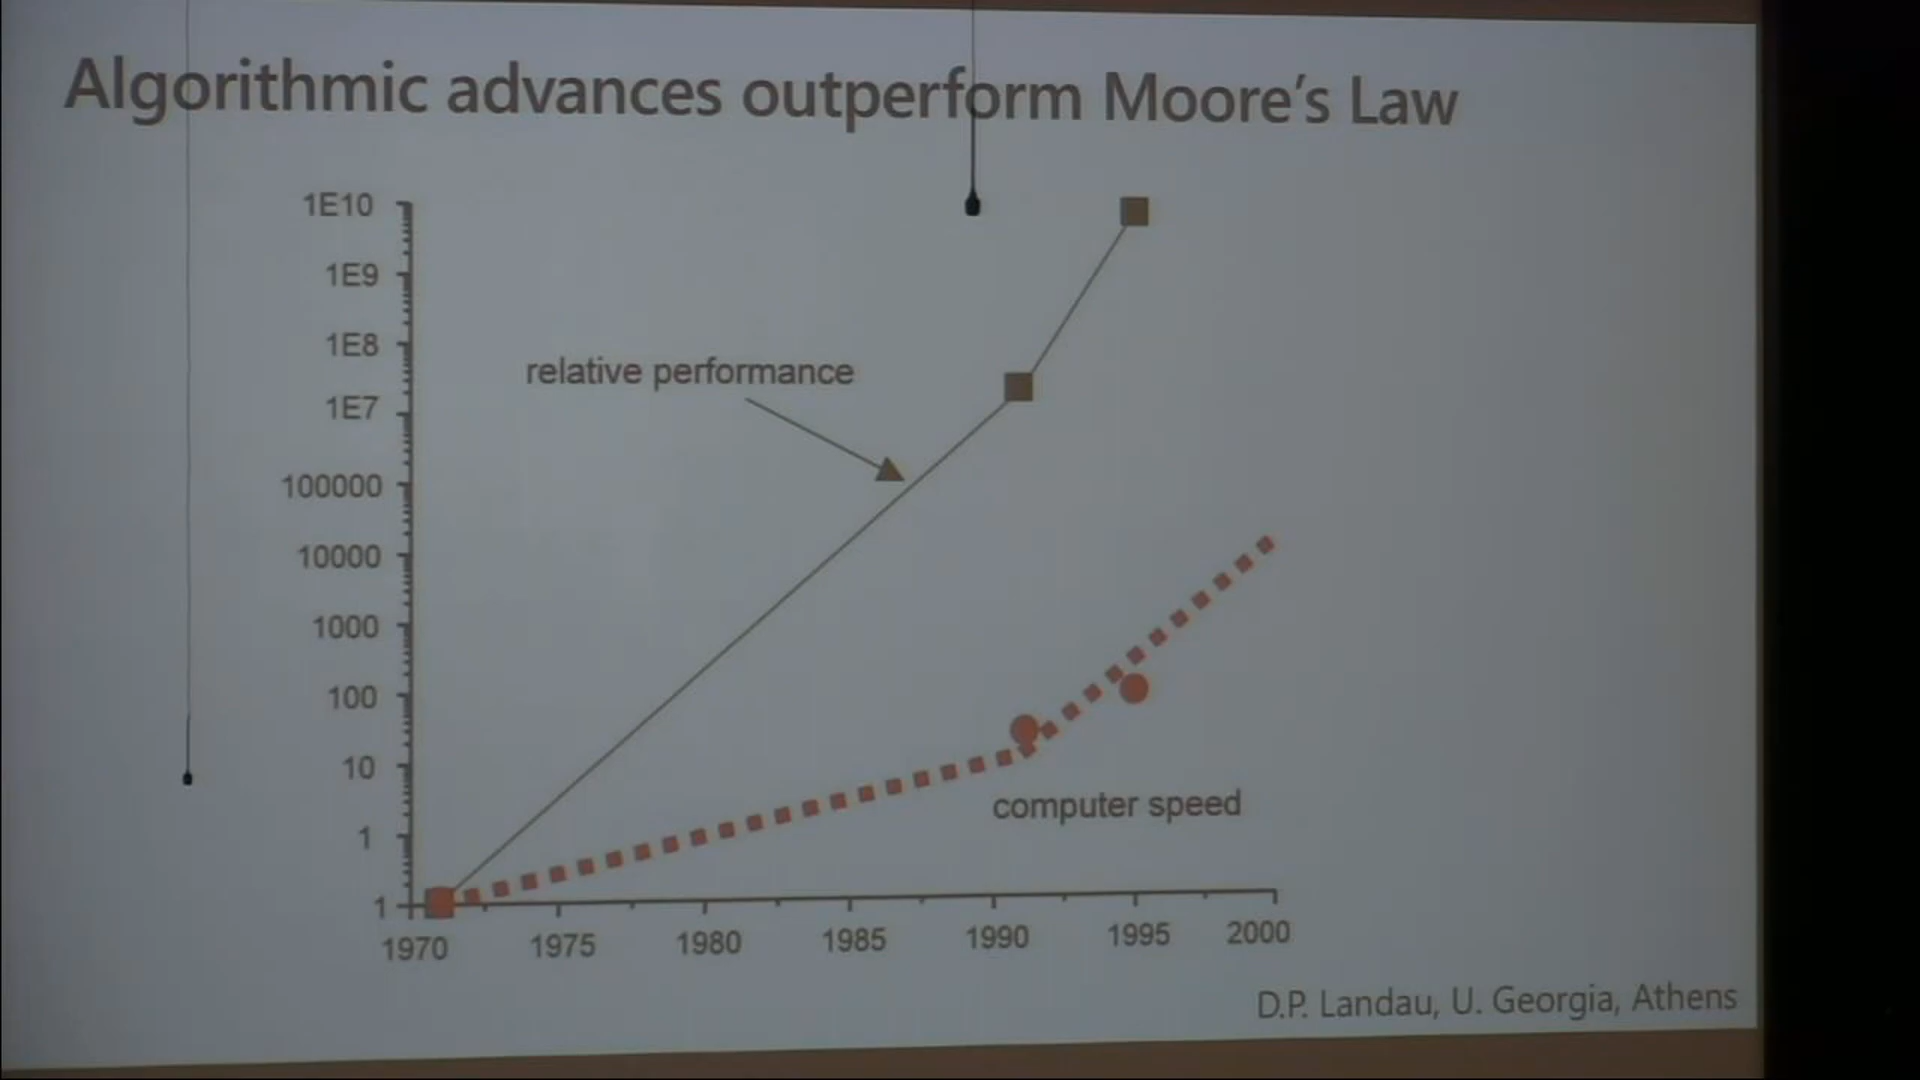 Algorithmic advances outperform Moore's Law
1E10
1E9
1E8
1E7
100000
10000
1000
100
10
1
1
relative performance
computer speed
1970 1975 1980 1985 1990 1995 2000
D.P. Landau, U. Georgia, Athens